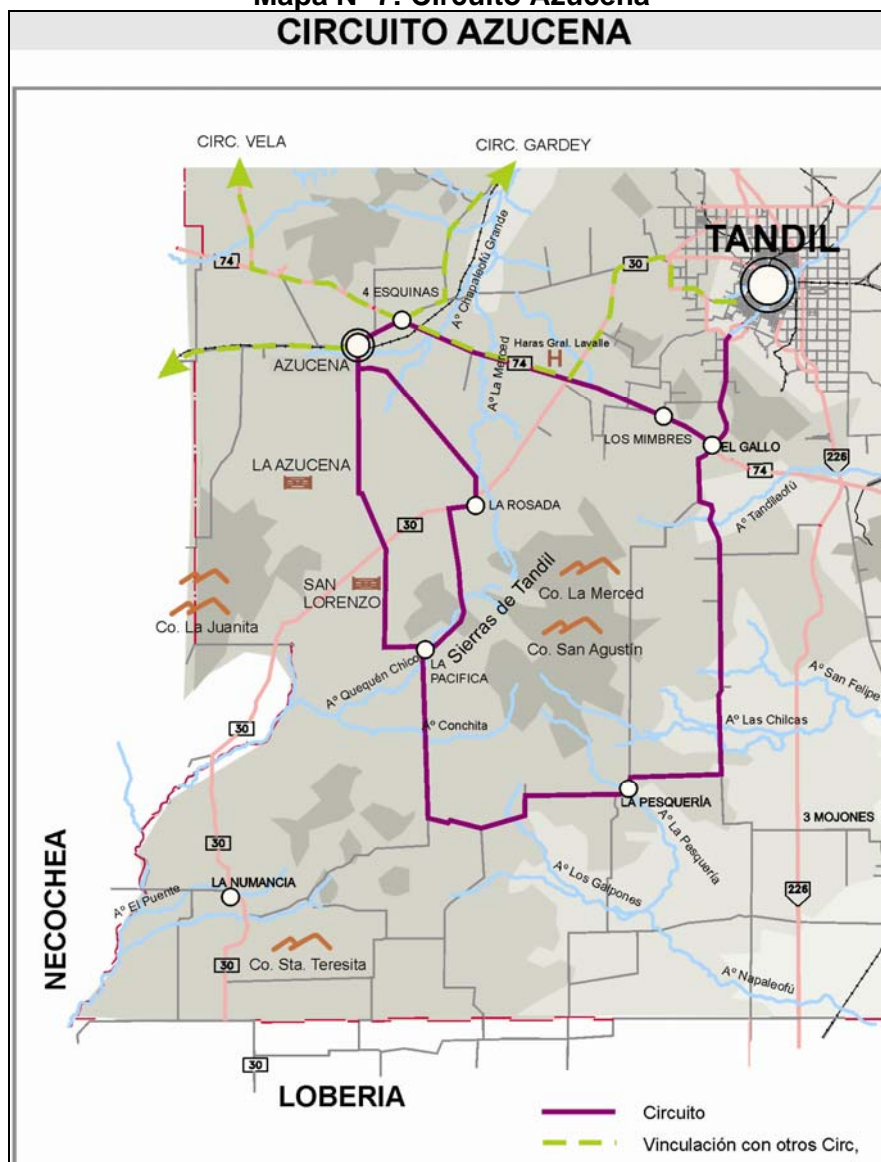 Mapa Nº 7: Circuito Azucena
CIRCUITO AZUCENA
CIRC. VELA
CIRC. GARDEY
TANDIL
74
30
4 ESQUINAS
Aº Chapaleofú Grande
Haras Gral. Lavalle
H
AZUCENA
74
Aº La Merced
LOS MIMBRES
EL GALLO
226
74
LA AZUCENA
LA ROSADA
Aº Tandileofú
30
SAN
LORENZO
Sierras de Tandil
Co. La Merced
Co. La Juanita
Co. San Agustín
LA
PACIFICA
Aº Quequén Chico
Aº San Felipe
Aº Conchita
Aº Las Chilcas
30
LA PESQUERÍA
3 MOJONES
Aº La Pesquería
30
NECOCHEA
LA NUMANCIA
Aº El Puente
Aº Los Galpones
226
30
Co. Sta. Teresita
Aº Napaleofú
30
LOBERIA
Circuito
Vinculación con otros Circ,